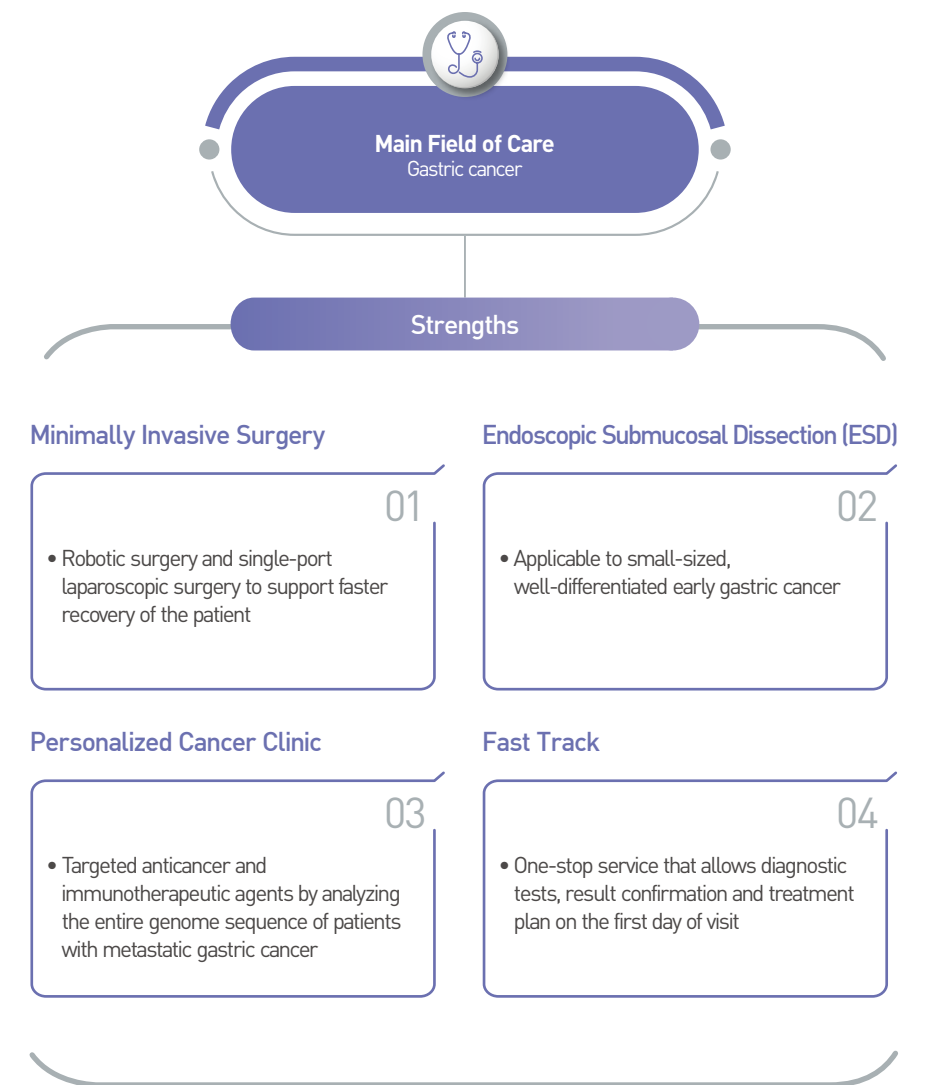 Main Field of Care
Gastric cancer
Strengths
Minimally Invasive Surgery
01
• Robotic surgery and single-port
laparoscopic surgery to support faster
recovery of the patient
Endoscopic Submucosal Dissection (ESD)
02
• Applicable to small-sized,
well-differentiated early gastric cancer
Personalized Cancer Clinic
03
• Targeted anticancer and
immunotherapeutic agents by analyzing
the entire genome sequence of patients
with metastatic gastric cancer
Fast Track
04
• One-stop service that allows diagnostic
tests, result confirmation and treatment
plan on the first day of visit